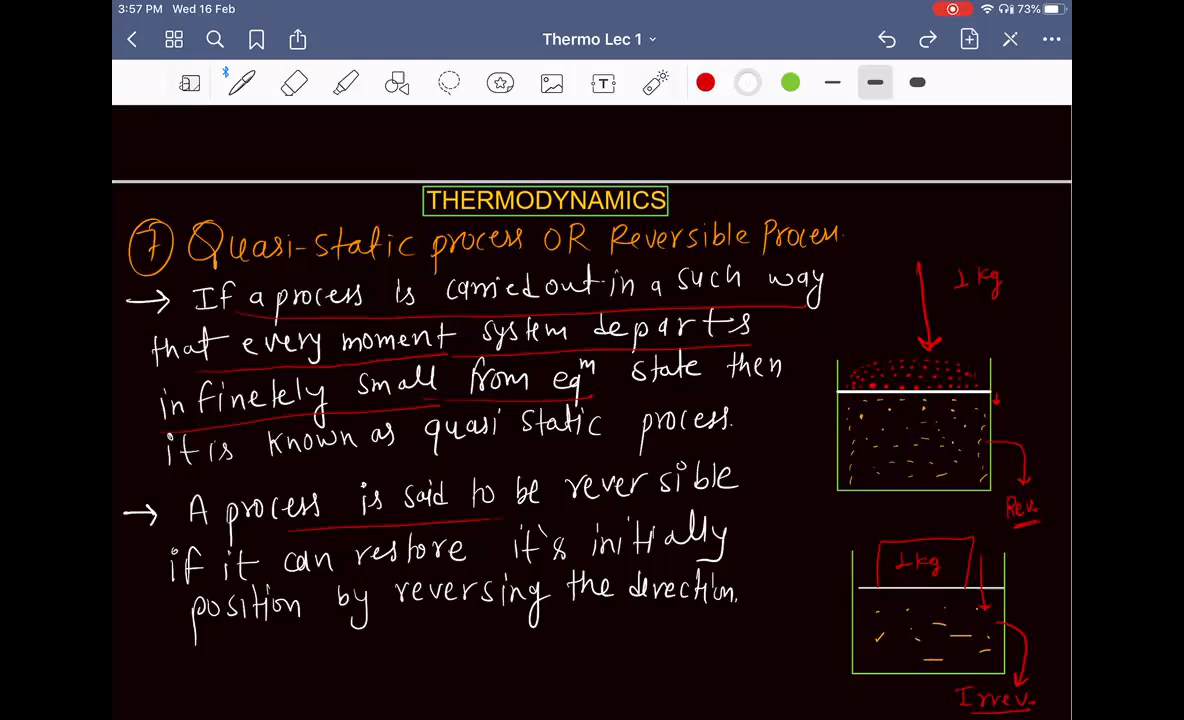 3:57 PM Wed 16 Feb
73%
Thermo Lec 1
THERMODYNAMICS
7 Quasi-static process OR Reversible Process.
→ If a process is carried out in a such way
that every moment system departs
infinetely small from eqᵐ state then
it is known as quasi static process.
→ A process is said to be reversible
if it can restore it's initially
position by reversing the direction.
1 kg
Rev.
1 kg
Irrev.